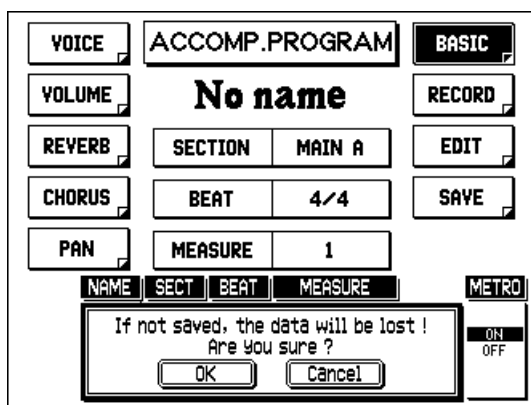 VOICE ACCOMP.PROGRAM BASIC
VOLUME No name RECORD
REVERB SECTION MAIN A EDIT
CHORUS BEAT 4/4 SAVE
PAN MEASURE 1
NAME SECT BEAT MEASURE METRO
If not saved, the data will be lost !
Are you sure ?
OK Cancel
ON
OFF